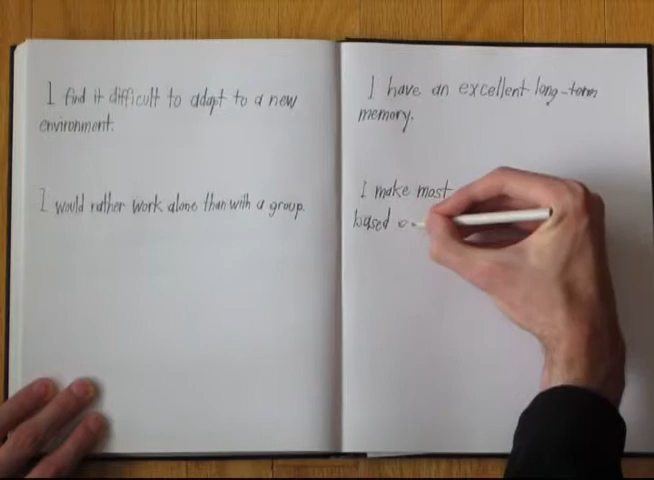 I find it difficult to adapt to a new
environment.
I would rather work alone than with a group.
I have an excellent long-term
memory.
I make most
based o